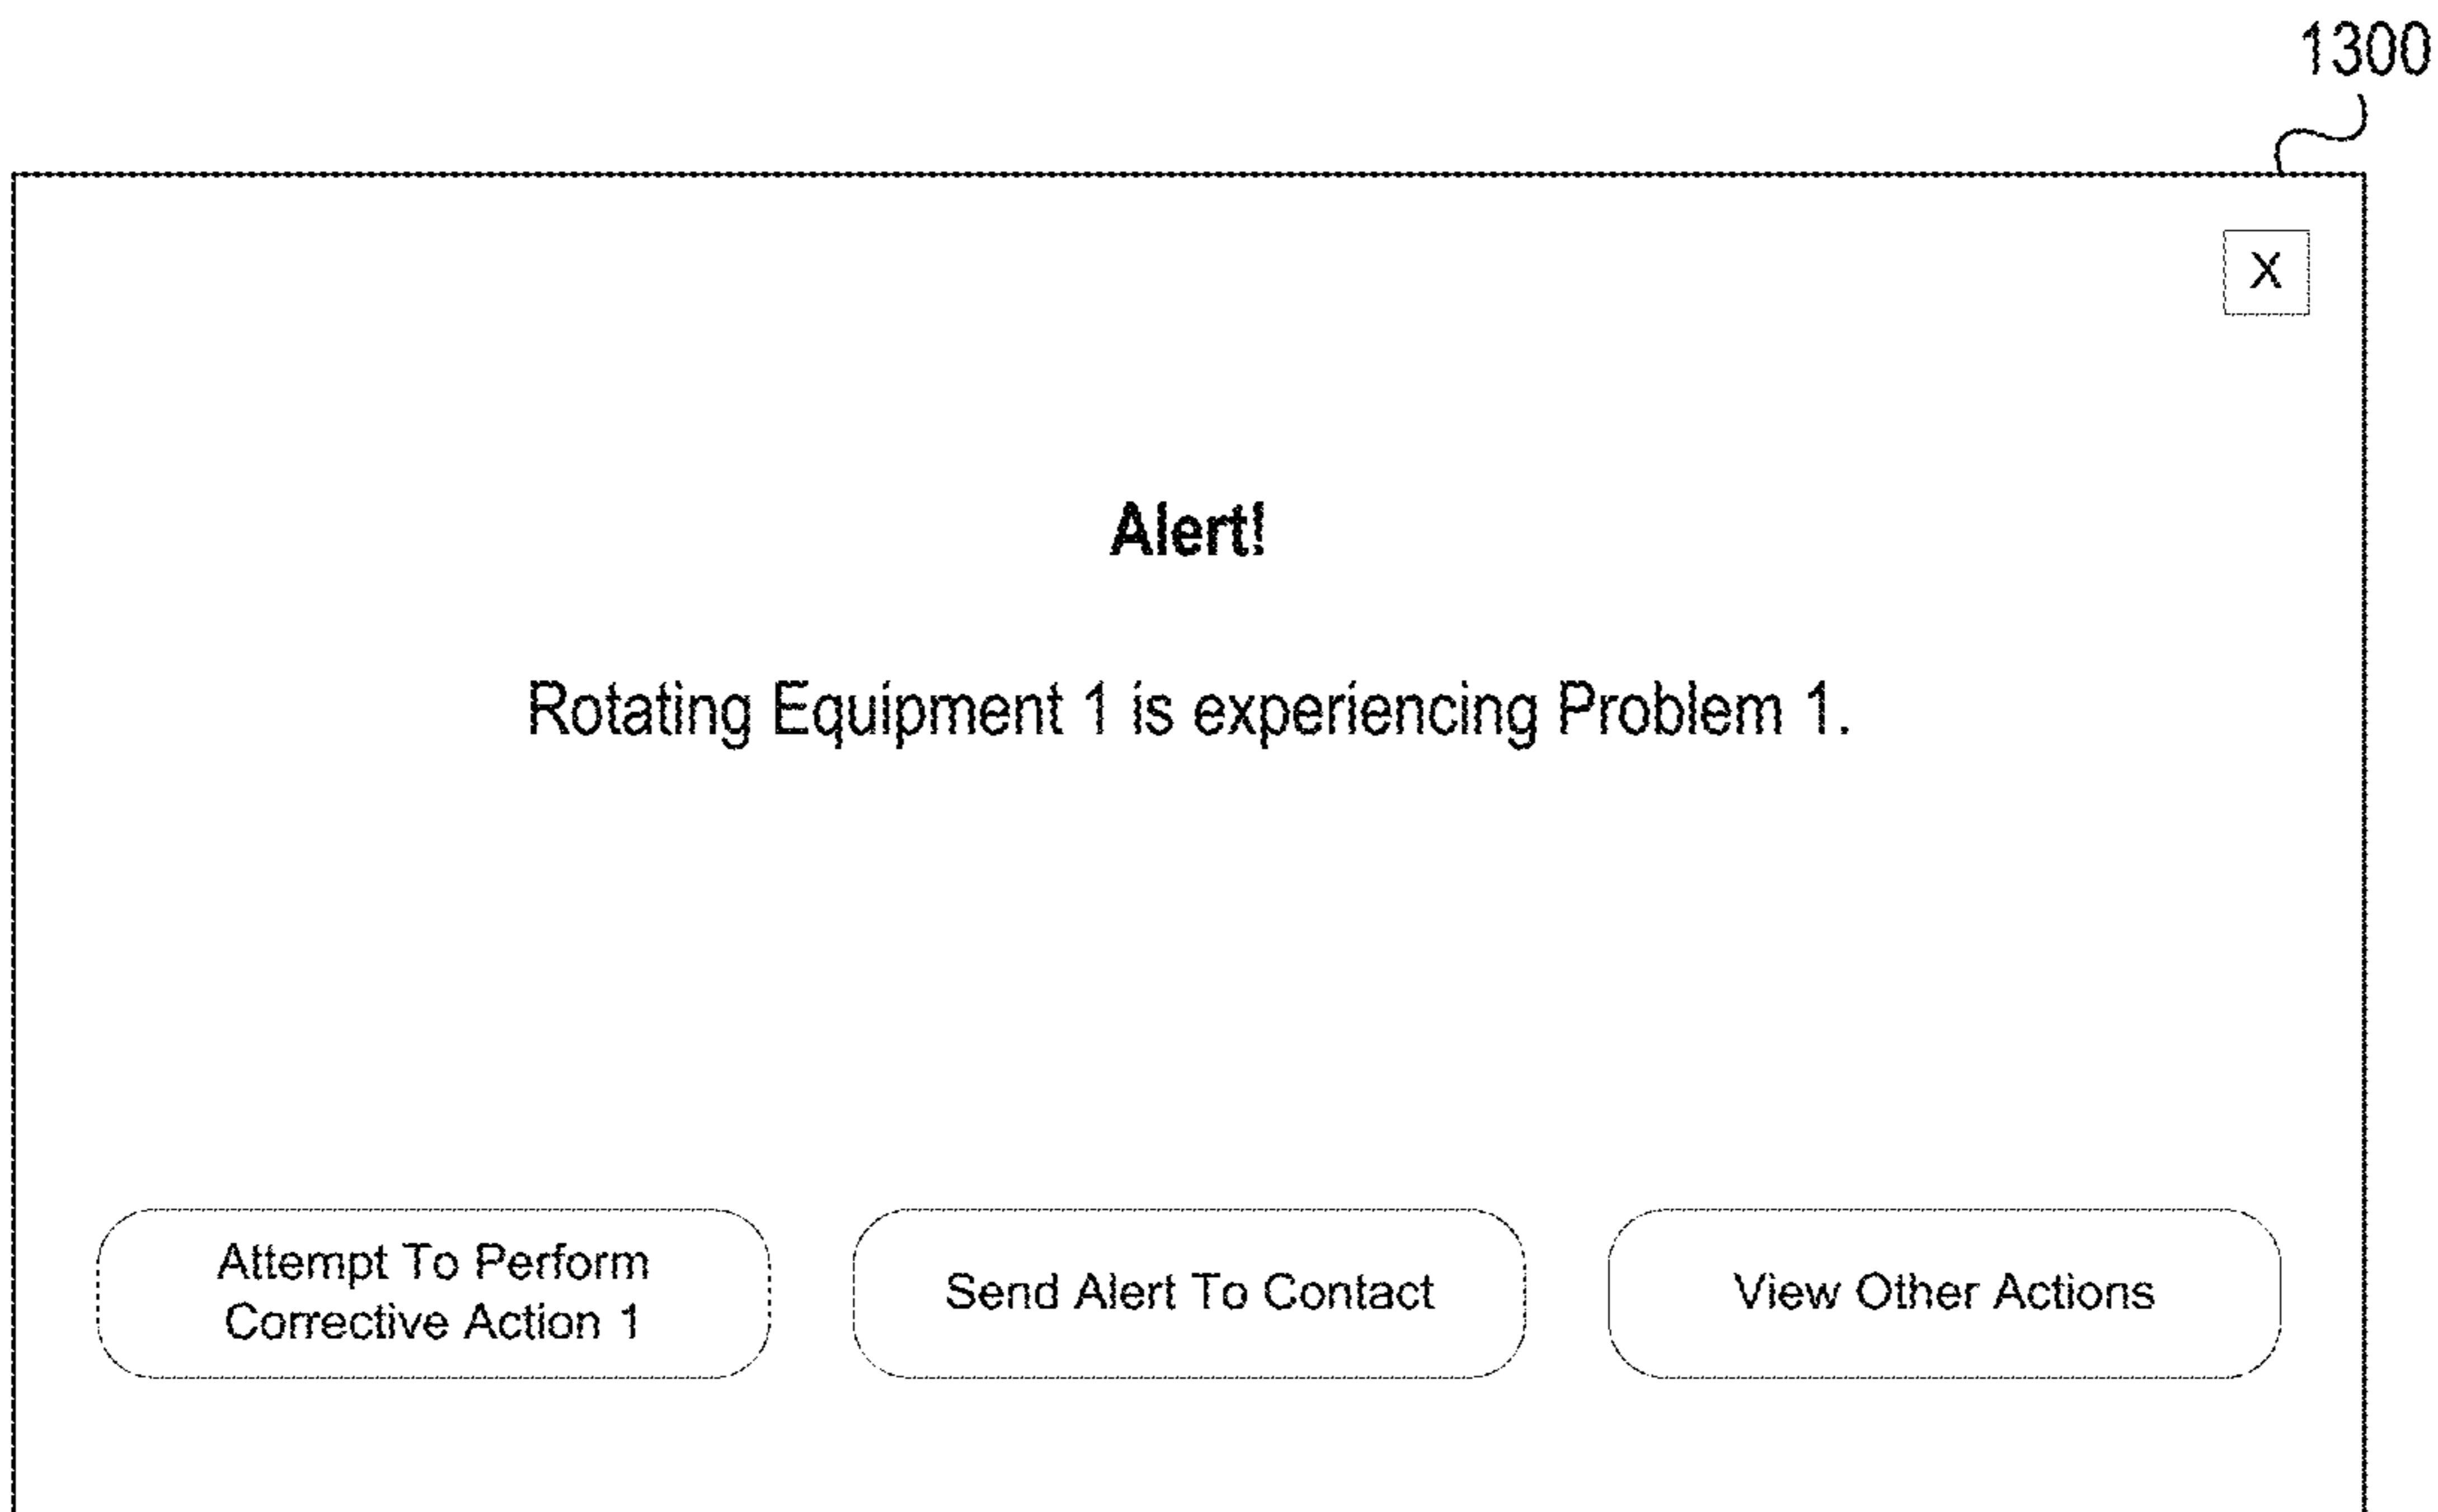 1300
X
Alert!
Rotating Equipment 1 is experiencing Problem 1.
Attempt To Perform
Corrective Action 1
Send Alert To Contact
View Other Actions